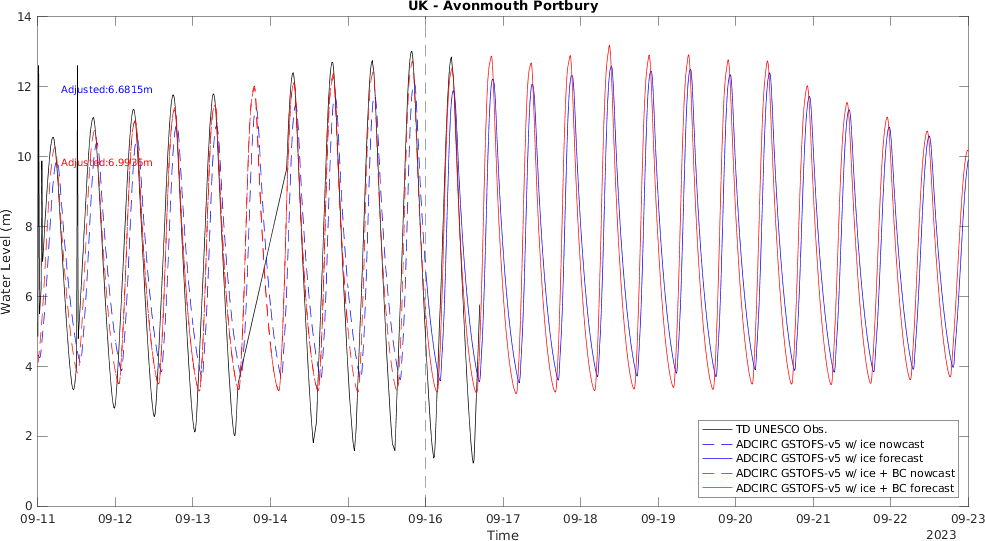 UK - Avonmouth Portbury
14
12
10
8
6
4
2
0
Water Level (m)
Adjusted:6.6815m
Adjusted:6.9935m
TD UNESCO Obs.
ADCIRC GSTOFS-v5 w/ ice nowcast
ADCIRC GSTOFS-v5 w/ ice forecast
ADCIRC GSTOFS-v5 w/ ice + BC nowcast
ADCIRC GSTOFS-v5 w/ ice + BC forecast
09-11 09-12 09-13 09-14 09-15 09-16 09-17 09-18 09-19 09-20 09-21 09-22 09-23
Time
2023